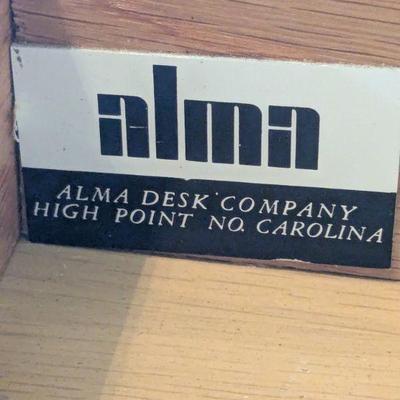 alma
ALMA DESK COMPANY
HIGH POINT NO. CAROLINA